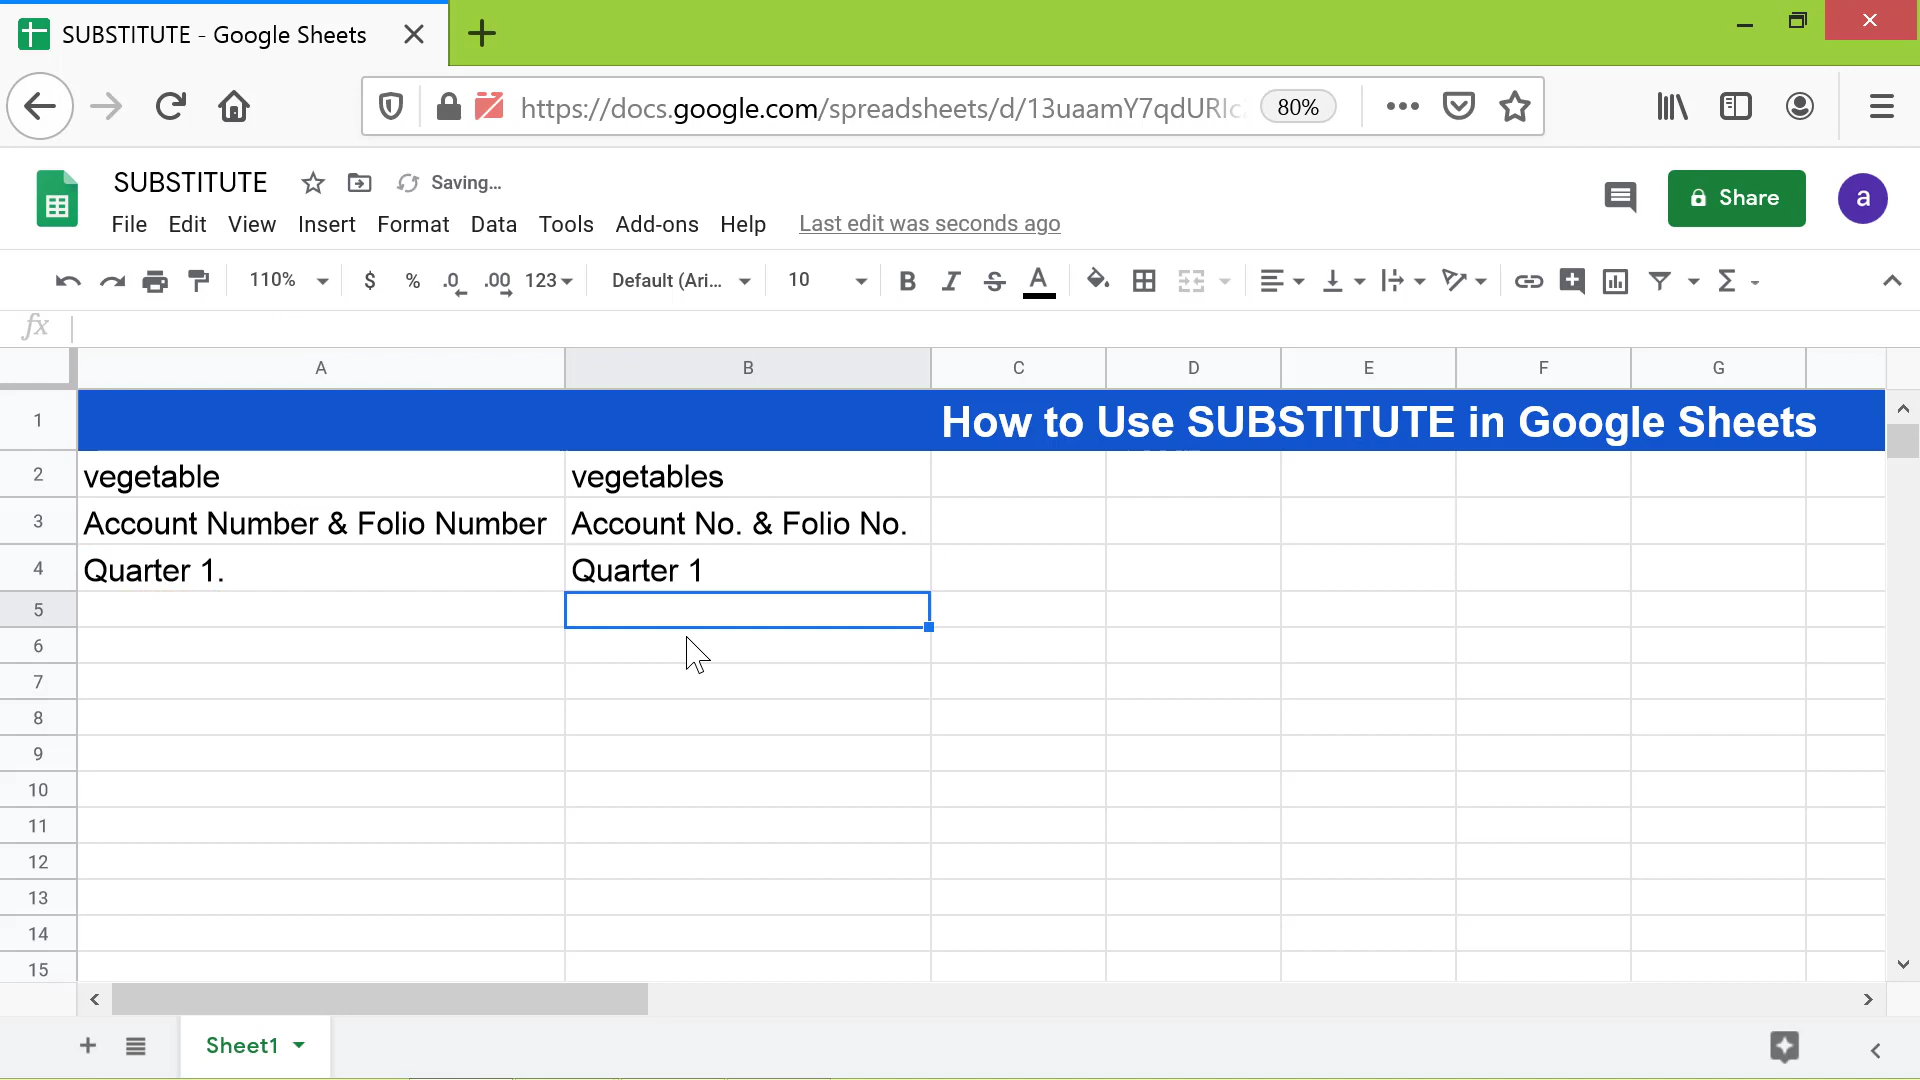 SUBSTITUTE - Google Sheets
https://docs.google.com/spreadsheets/d/13uaamY7qdURIc
80%
SUBSTITUTE
Saving...
File Edit View Insert Format Data Tools Add-ons Help Last edit was seconds ago
Share
a
110% $ % .0 .00 123 Default (Ari... 10 B I S A Σ
fx
A B C D E F G
1 How to Use SUBSTITUTE in Google Sheets
2 vegetable vegetables
3 Account Number & Folio Number Account No. & Folio No.
4 Quarter 1. Quarter 1
5
6
7
8
9
10
11
12
13
14
15
Sheet1